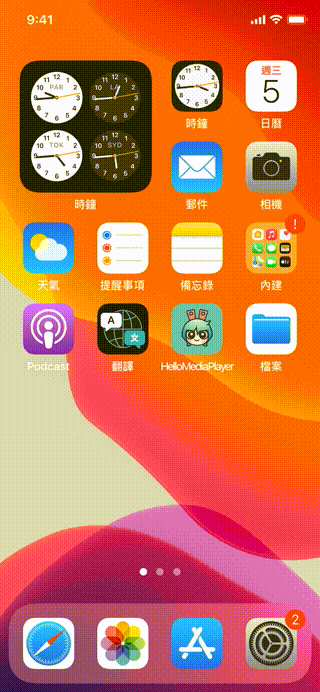 9:41
PAR
LA
TOK
SYD
時鐘
時鐘
週三
5
日曆
郵件
相機
天氣
提醒事項
備忘錄
!
內建
Podcast
A
文
翻譯
HelloMediaPlayer
檔案
2